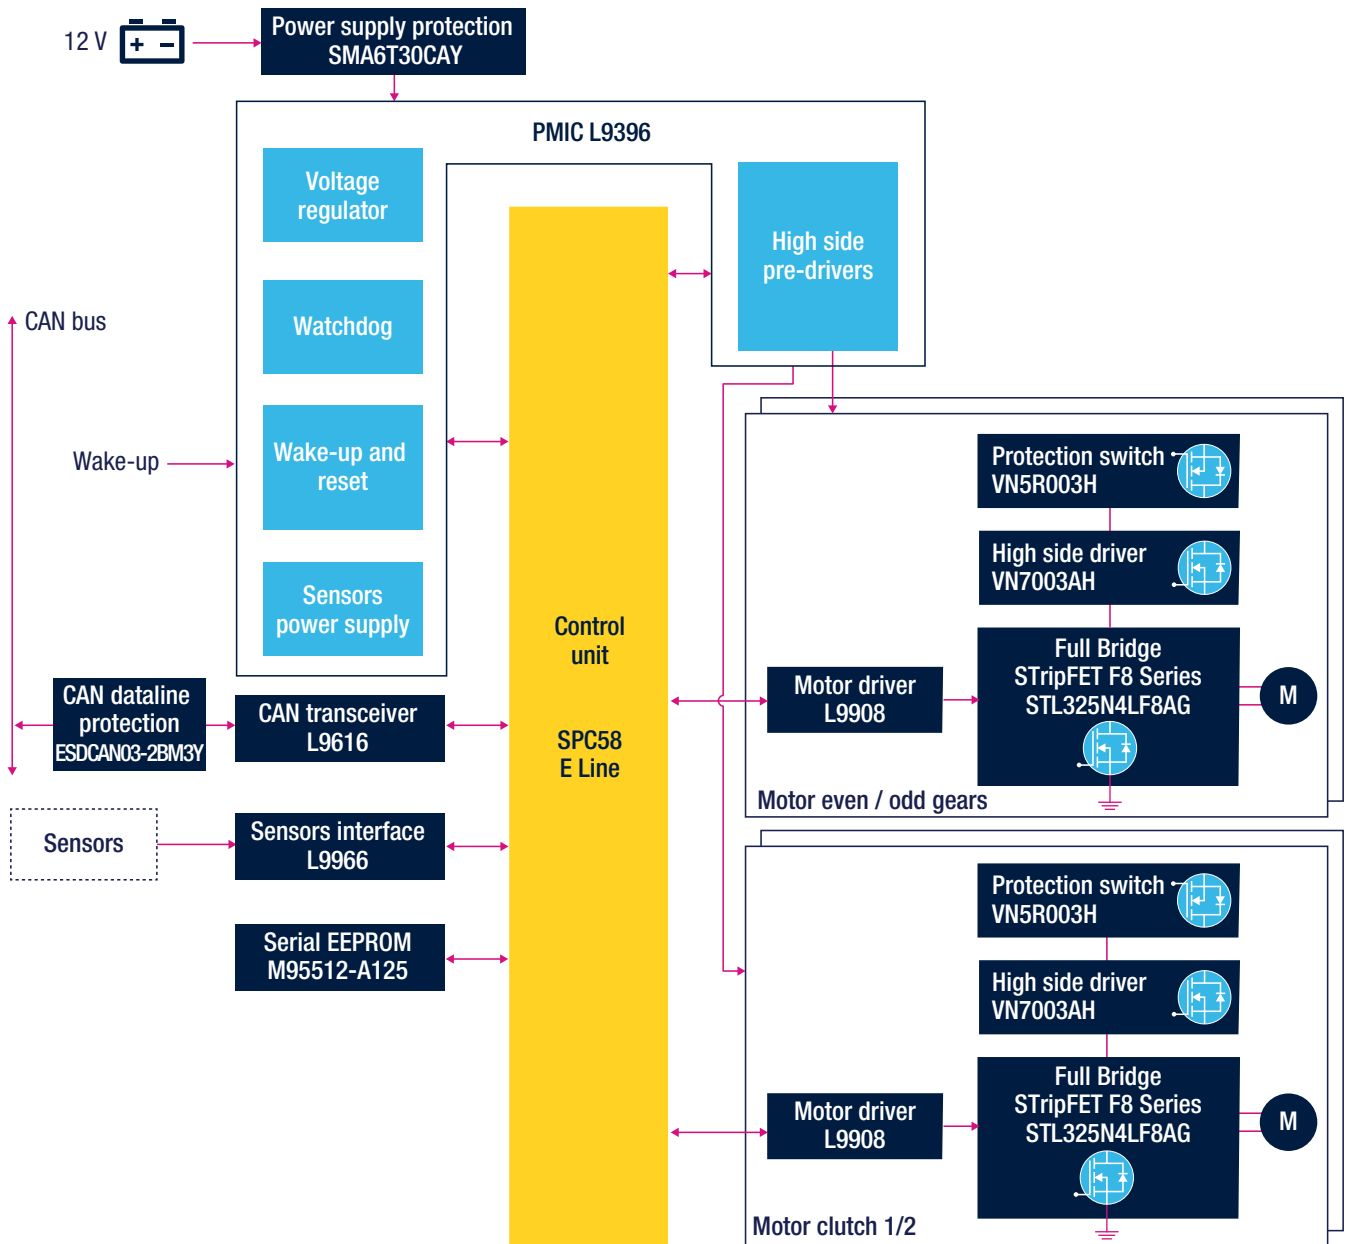 12 V
+ −
Power supply protection
SMA6T30CAY
PMIC L9396
Voltage
regulator
Watchdog
Wake-up and
reset
Sensors
power supply
High side
pre-drivers
CAN bus
Wake-up
CAN dataline
protection
ESDCAN03-2BM3Y
CAN transceiver
L9616
Sensors
Sensors interface
L9966
Serial EEPROM
M95512-A125
Control
unit
SPC58
E Line
Protection switch
VN5R003H
High side driver
VN7003AH
Motor driver
L9908
Full Bridge
STripFET F8 Series
STL325N4LF8AG
M
Motor even / odd gears
Protection switch
VN5R003H
High side driver
VN7003AH
Motor driver
L9908
Full Bridge
STripFET F8 Series
STL325N4LF8AG
M
Motor clutch 1/2